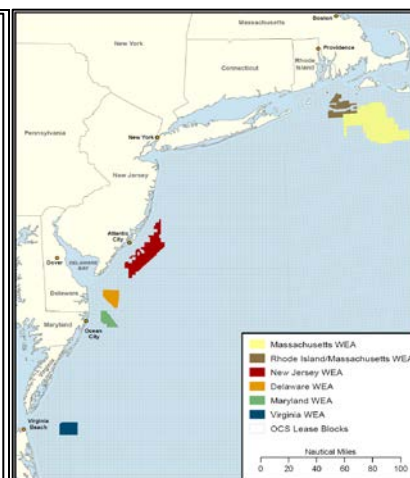 Massachusetts
Boston
New York
Providence
Connecticut
Rhode
Island
Pennsylvania
New York
New Jersey
Atlantic
City
Dover
DELAWARE
BAY
Delaware
Maryland
Ocean
City
Virginia
Virginia
Beach
Massachusetts WEA
Rhode Island/Massachusetts WEA
New Jersey WEA
Delaware WEA
Maryland WEA
Virginia WEA
OCS Lease Blocks
Nautical Miles
0 20 40 60 80 100